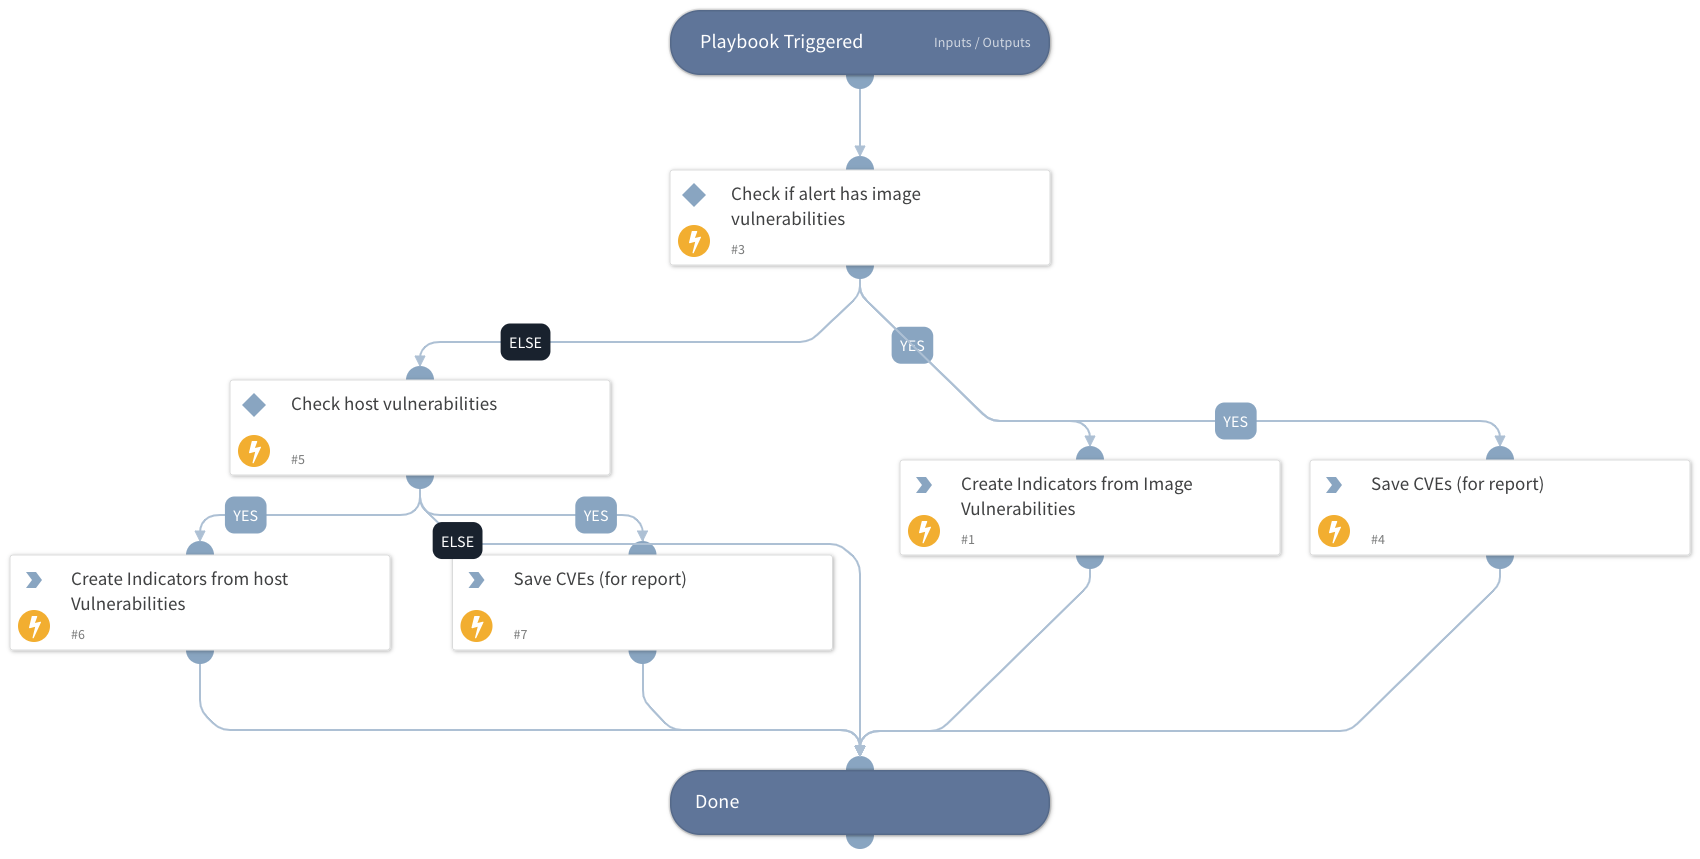 Playbook Triggered
Inputs / Outputs
Check if alert has image
vulnerabilities
#3
ELSE
YES
Check host vulnerabilities
#5
YES
Create Indicators from Image
Vulnerabilities
#1
Save CVEs (for report)
#4
YES
YES
ELSE
Create Indicators from host
Vulnerabilities
#6
Save CVEs (for report)
#7
Done